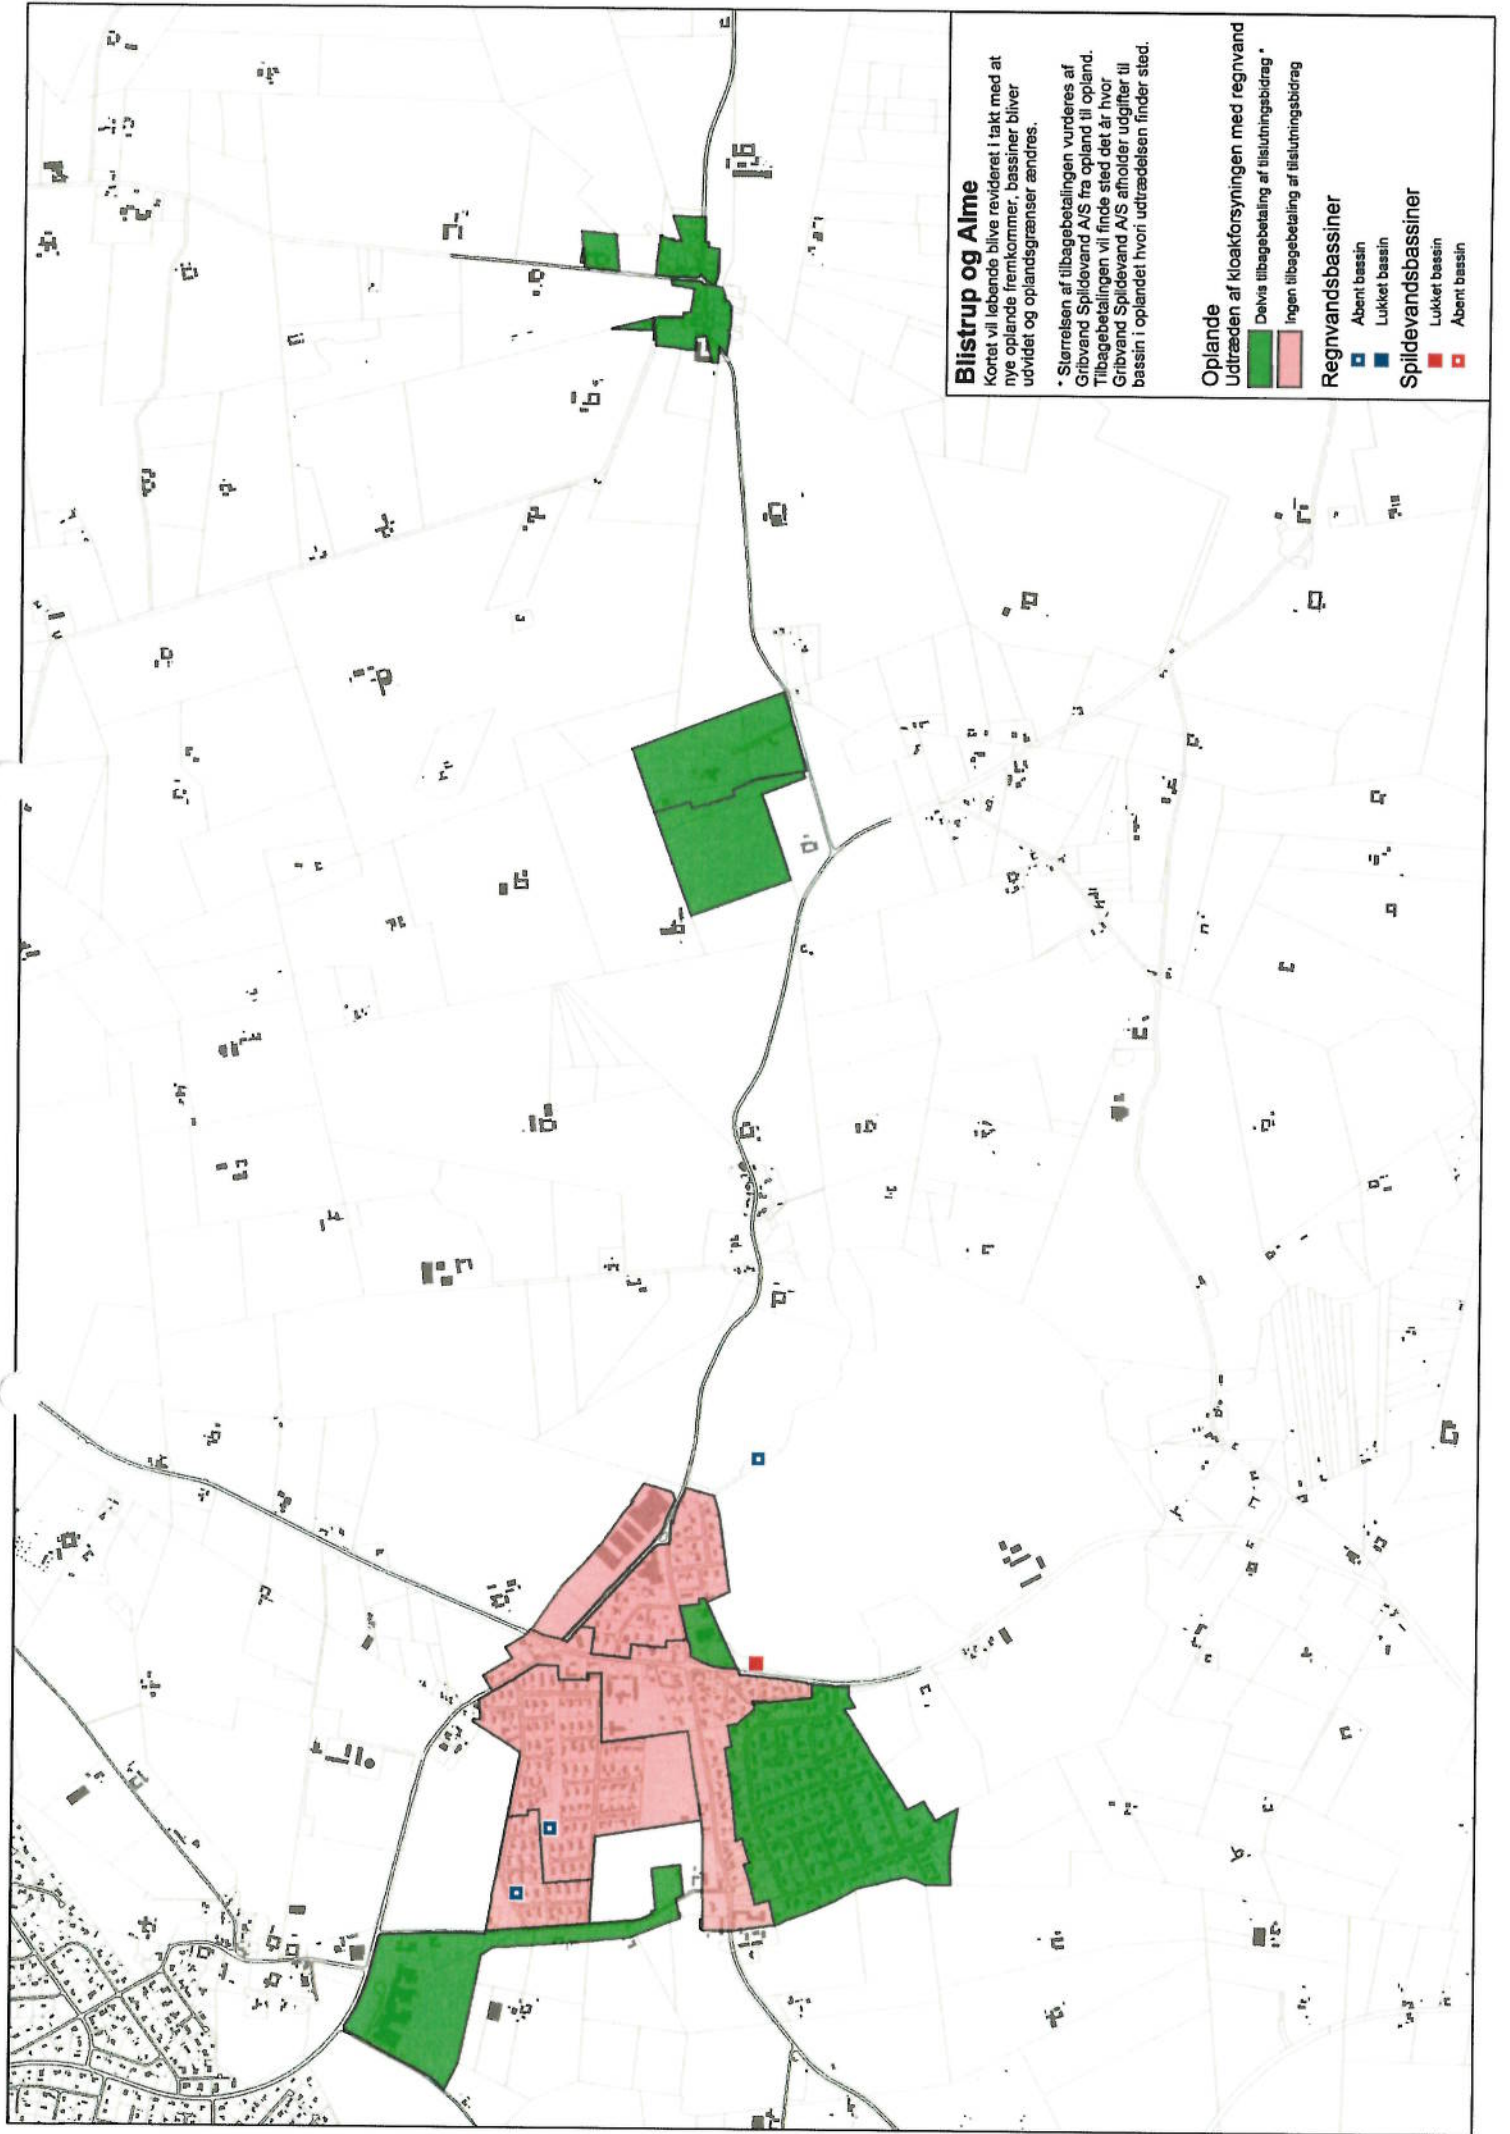 Blistrup og Alme
Kortet vil løbende blive revideret i takt med at
nye oplande fremkommer, bassiner bliver
udvidet og oplandsgrænser ændres.
* Størrelsen af tilbagebetalingen vurderes af
Gribvand Spildevand A/S fra opland til opland.
Tilbagebetalingen vil finde sted det år hvor
Gribvand Spildevand A/S afholder udgifter til
bassin i oplandet hvori udtrædelsen finder sted.
Oplande
Udtræden af kloakforsyningen med regnvand
Delvis tilbagebetaling af tilslutningsbidrag *
Ingen tilbagebetaling af tilslutningsbidrag
Regnvandsbassiner
Åbent bassin
Lukket bassin
Spildevandsbassiner
Lukket bassin
Åbent bassin